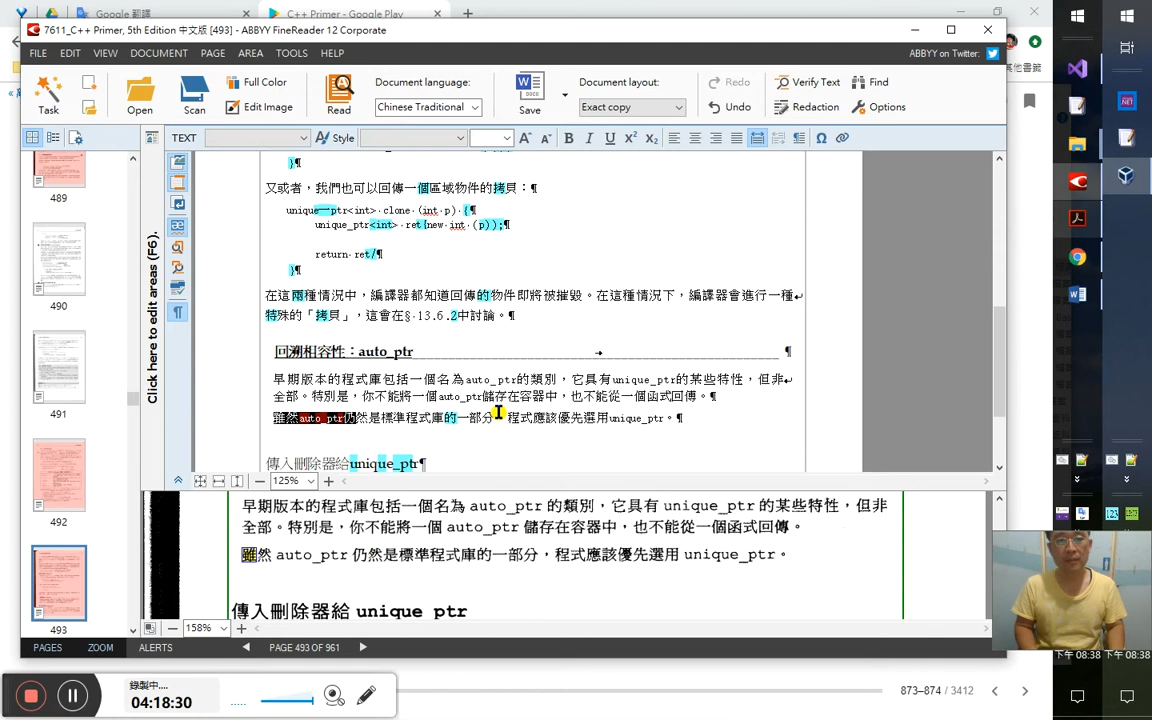 Google 翻譯
C++ Primer - Google Play
7611_C++ Primer, 5th Edition 中文版 [493] - ABBYY FineReader 12 Corporate
FILE EDIT VIEW DOCUMENT PAGE AREA TOOLS HELP
ABBYY on Twitter:
Task
Open
Scan
Full Color
Edit Image
Read
Document language:
Chinese Traditional
Save
Document layout:
Exact copy
Redo
Undo
Verify Text
Redaction
Find
Options
TEXT
Style
489
490
491
492
493
Click here to edit areas (F6).
}¶
又或者，我們也可以回傳一個區域物件的拷貝：¶
unique一ptr<int>·clone·(int·p)·{¶
unique_ptr<int>·ret{new·int·(p));¶
return·ret/¶
}¶
在這兩種情況中，編譯器都知道回傳的物件即將被摧毀。在這種情況下，編譯器會進行一種
特殊的「拷貝」，這會在§·13.6.2中討論。¶
回溯相容性：auto_ptr ¶
早期版本的程式庫包括一個名為auto_ptr的類別，它具有unique_ptr的某些特性，但非
全部。特別是，你不能將一個auto_ptr儲存在容器中，也不能從一個函式回傳。¶
雖然auto_ptr仍然是標準程式庫的一部分 程式應該優先選用unique_ptr。¶
傳入刪除器給unique_ptr¶
125%
早期版本的程式庫包括一個名為 auto_ptr 的類別，它具有 unique_ptr 的某些特性，但非
全部。特別是，你不能將一個 auto_ptr 儲存在容器中，也不能從一個函式回傳。
雖然 auto_ptr 仍然是標準程式庫的一部分，程式應該優先選用 unique_ptr。
傳入刪除器給 unique ptr
158%
PAGES ZOOM ALERTS PAGE 493 OF 961
錄製中....
04:18:30
873–874 / 3412
下午 08:38
下午 08:38